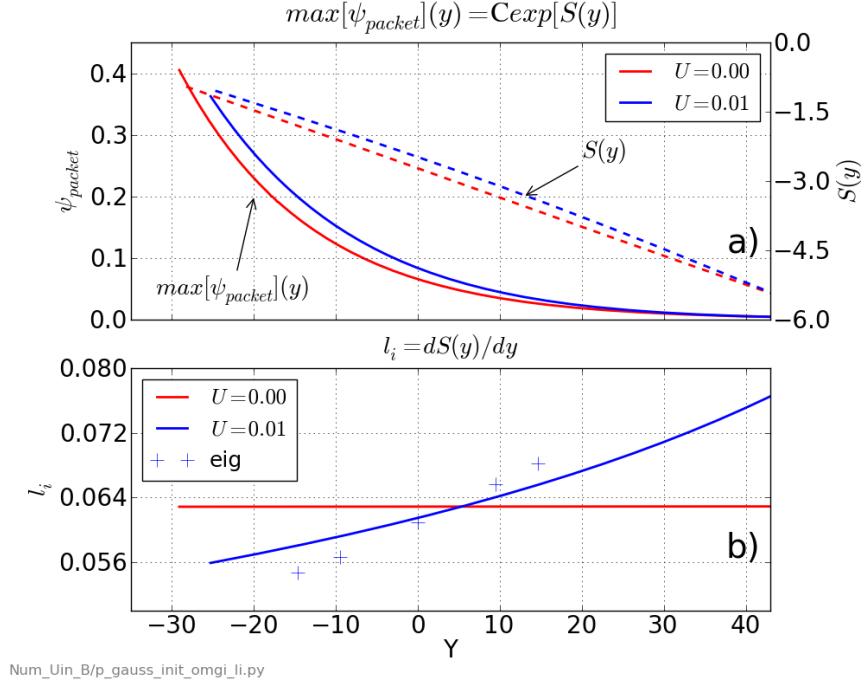 max[ψ_packet](y) = Cexp[S(y)]
0.4
0.3
0.2
0.1
0.0
ψ_packet
0.0
−1.5
−3.0
−4.5
−6.0
S(y)
U = 0.00
U = 0.01
S(y)
a)
max[ψ_packet](y)
l_i = dS(y)/dy
0.080
0.072
0.064
0.056
l_i
U = 0.00
U = 0.01
eig
b)
−30 −20 −10 0 10 20 30 40
Y
Num_Uin_B/p_gauss_init_omgi_li.py